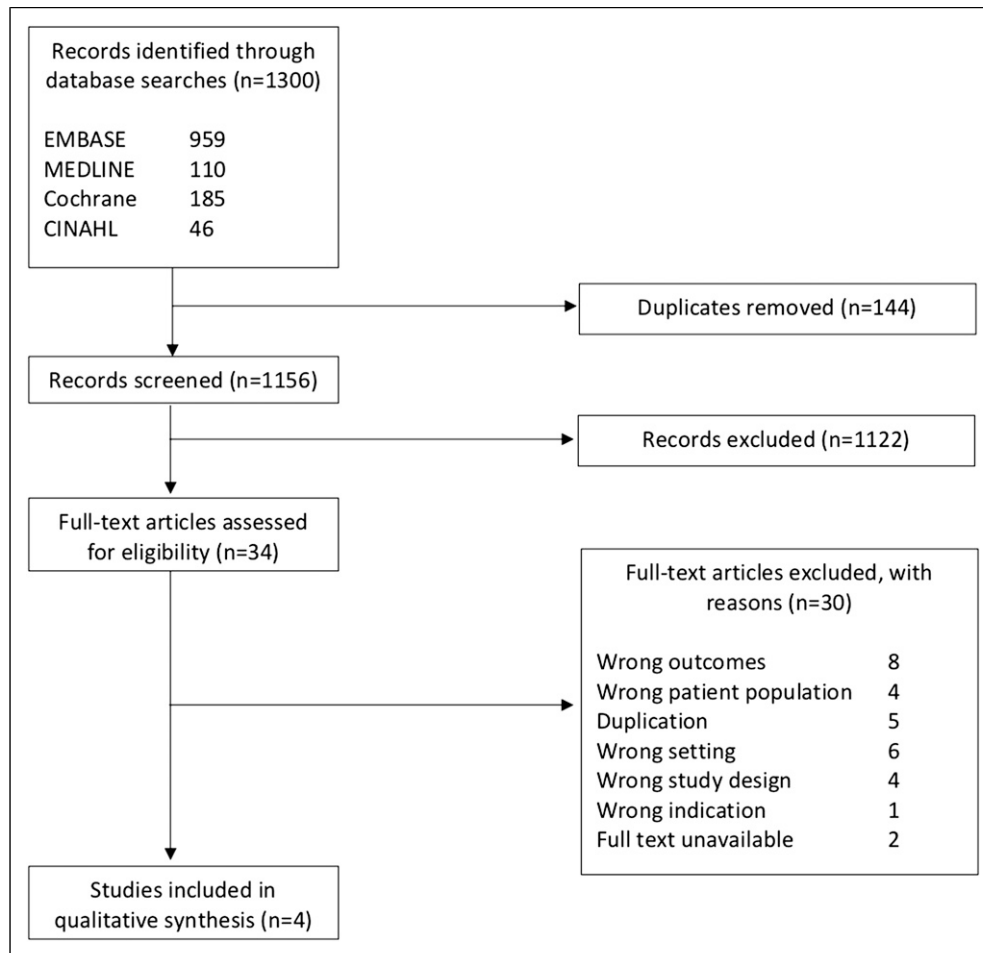 Records identified through
database searches (n=1300)
EMBASE 959
MEDLINE 110
Cochrane 185
CINAHL 46
Duplicates removed (n=144)
Records screened (n=1156)
Records excluded (n=1122)
Full-text articles assessed
for eligibility (n=34)
Full-text articles excluded, with
reasons (n=30)
Wrong outcomes 8
Wrong patient population 4
Duplication 5
Wrong setting 6
Wrong study design 4
Wrong indication 1
Full text unavailable 2
Studies included in
qualitative synthesis (n=4)